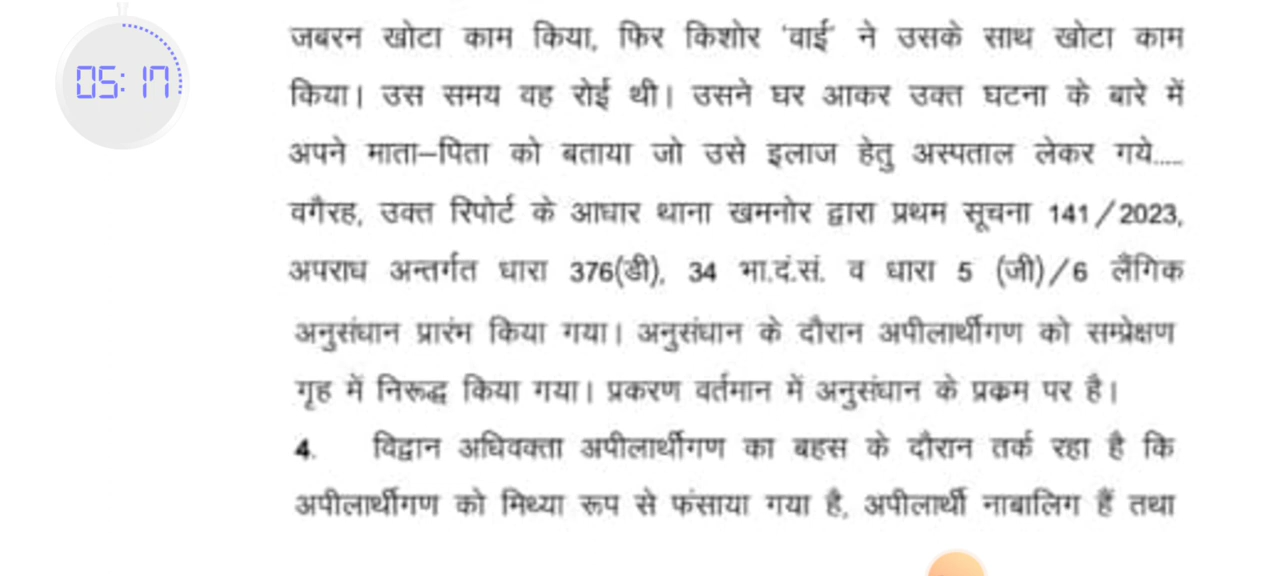 05:17
जबरन खोटा काम किया, फिर किशोर 'वाई' ने उसके साथ खोटा काम
किया। उस समय वह रोई थी। उसने घर आकर उक्त घटना के बारे में
अपने माता–पिता को बताया जो उसे इलाज हेतु अस्पताल लेकर गये.....
वगैरह, उक्त रिपोर्ट के आधार थाना खमनोर द्वारा प्रथम सूचना 141/2023,
अपराध अन्तर्गत धारा 376(डी), 34 भा.दं.सं. व धारा 5 (जी)/6 लैंगिक
अनुसंधान प्रारंभ किया गया। अनुसंधान के दौरान अपीलार्थीगण को सम्प्रेक्षण
गृह में निरूद्ध किया गया। प्रकरण वर्तमान में अनुसंधान के प्रक्रम पर है।
4. विद्वान अधिवक्ता अपीलार्थीगण का बहस के दौरान तर्क रहा है कि
अपीलार्थीगण को मिथ्या रूप से फंसाया गया है, अपीलार्थी नाबालिग हैं तथा